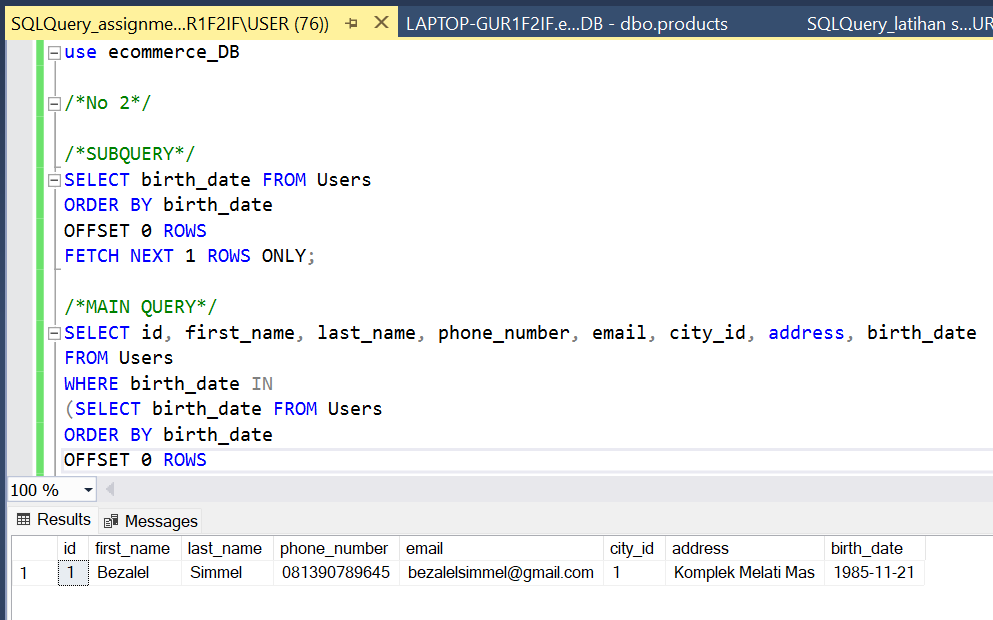 SQLQuery_assignme...R1F2IF\USER (76)) LAPTOP-GUR1F2IF.e...DB - dbo.products SQLQuery_latihan s...UR
use ecommerce_DB
/*No 2*/
/*SUBQUERY*/
SELECT birth_date FROM Users
ORDER BY birth_date
OFFSET 0 ROWS
FETCH NEXT 1 ROWS ONLY;
/*MAIN QUERY*/
SELECT id, first_name, last_name, phone_number, email, city_id, address, birth_date
FROM Users
WHERE birth_date IN
(SELECT birth_date FROM Users
ORDER BY birth_date
OFFSET 0 ROWS
100 %
Results Messages
id first_name last_name phone_number email city_id address birth_date
1 1 Bezalel Simmel 081390789645 bezalelsimmel@gmail.com 1 Komplek Melati Mas 1985-11-21